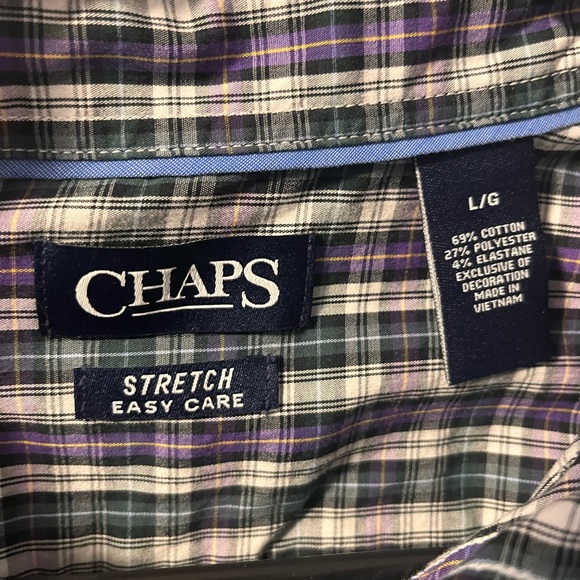 CHAPS
STRETCH
EASY CARE
L/G
69% COTTON
27% POLYESTER
4% ELASTANE
EXCLUSIVE OF
DECORATION
MADE IN
VIETNAM